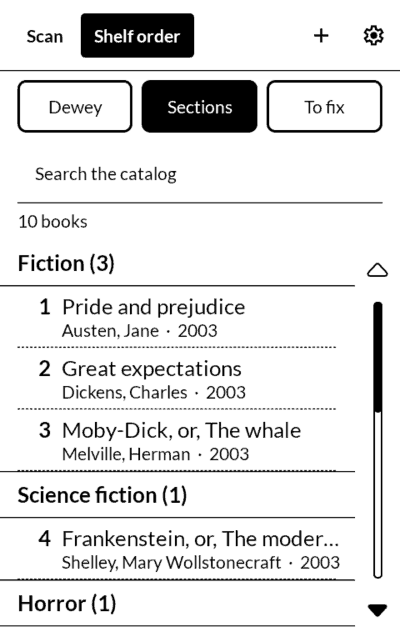 Scan
Shelf order
+
Dewey
Sections
To fix
Search the catalog
10 books
Fiction (3)
1 Pride and prejudice
Austen, Jane · 2003
2 Great expectations
Dickens, Charles · 2003
3 Moby-Dick, or, The whale
Melville, Herman · 2003
Science fiction (1)
4 Frankenstein, or, The moder...
Shelley, Mary Wollstonecraft · 2003
Horror (1)